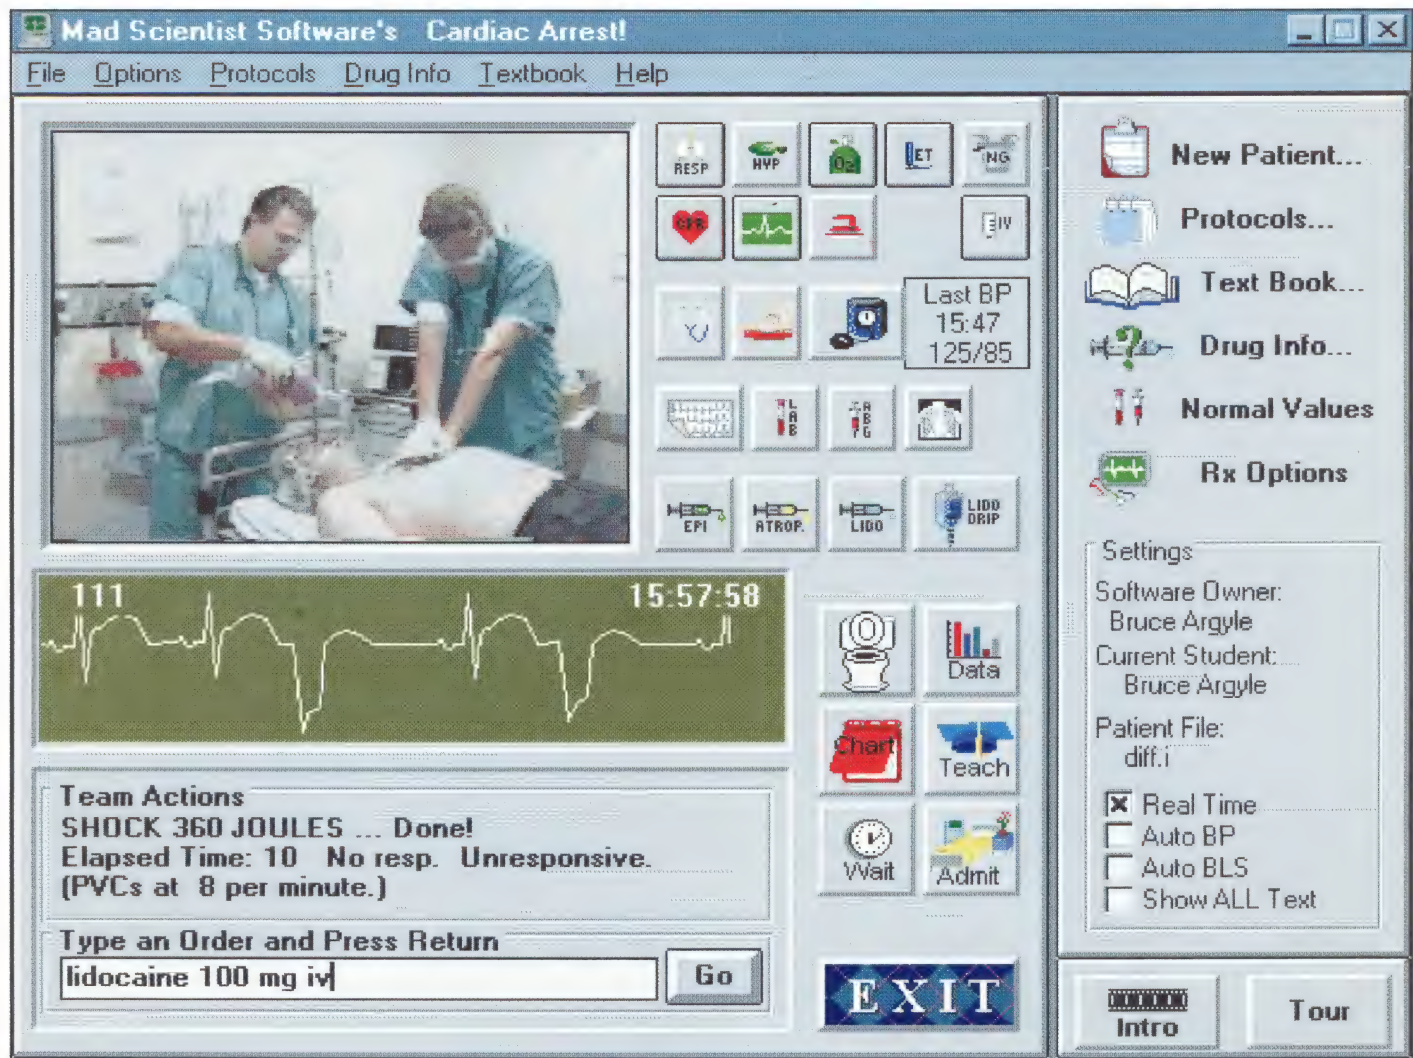 Mad Scientist Software's Cardiac Arrest!
File Options Protocols Drug Info Textbook Help
RESP
HYP
O2
ET
NG
CPR
IV
Last BP
15:47
125/85
LAB
ABG
EPI
ATROP.
LIDO
LIDO DRIP
111
15:57:58
Data
Chart
Teach
Wait
Admit
Team Actions
SHOCK 360 JOULES ... Done!
Elapsed Time: 10 No resp. Unresponsive.
(PVCs at 8 per minute.)
Type an Order and Press Return
lidocaine 100 mg iv
Go
EXIT
New Patient...
Protocols...
Text Book...
Drug Info...
Normal Values
Rx Options
Settings
Software Owner:
Bruce Argyle
Current Student:
Bruce Argyle
Patient File:
diff.i
Real Time
Auto BP
Auto BLS
Show ALL Text
Intro
Tour